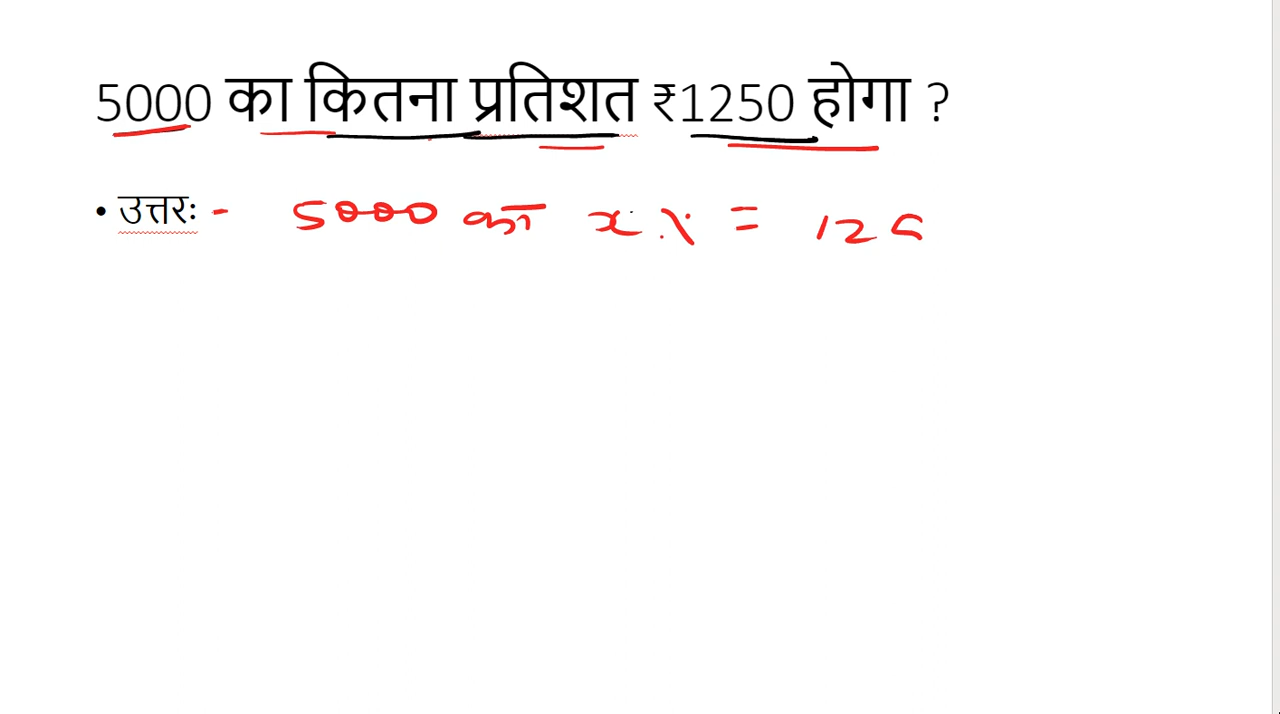 5000 का कितना प्रतिशत ₹1250 होगा ?
• उत्तरः - 5000 का x % = 125